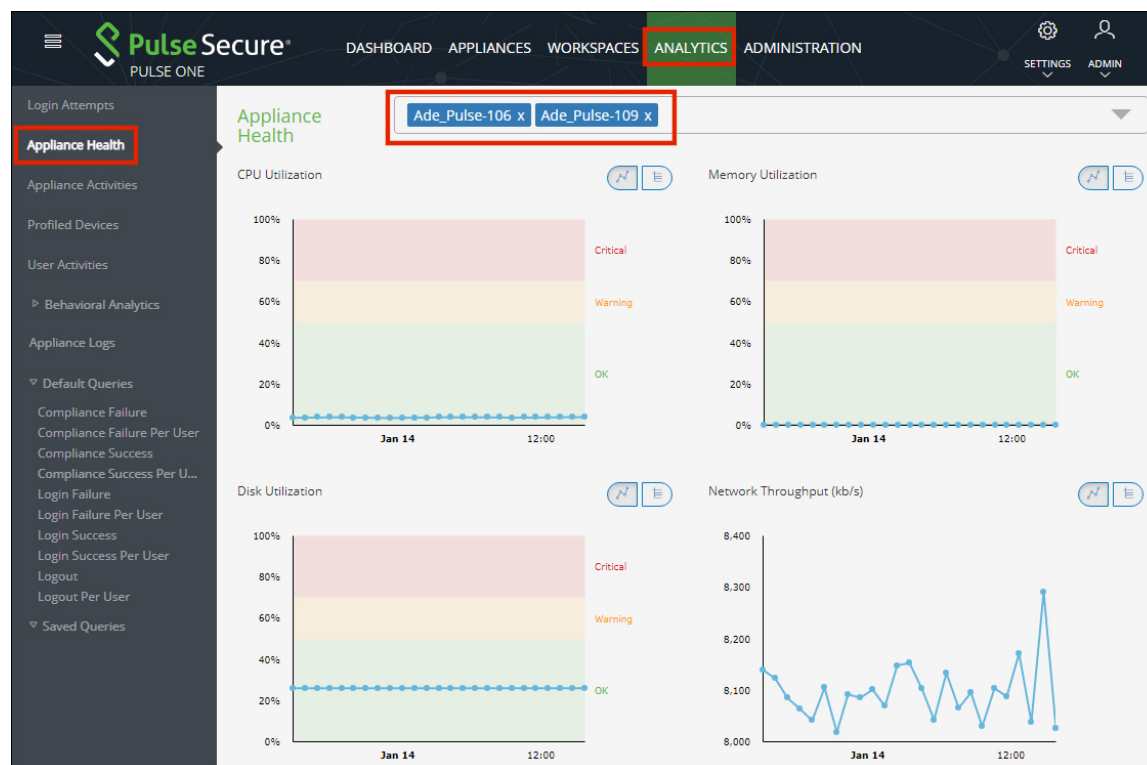 Pulse Secure®
PULSE ONE
DASHBOARD APPLIANCES WORKSPACES ANALYTICS ADMINISTRATION
SETTINGS ADMIN
Login Attempts
Appliance Health
Appliance Activities
Profiled Devices
User Activities
Behavioral Analytics
Appliance Logs
Default Queries
Compliance Failure
Compliance Failure Per User
Compliance Success
Compliance Success Per U...
Login Failure
Login Failure Per User
Login Success
Login Success Per User
Logout
Logout Per User
Saved Queries
Appliance
Health
Ade_Pulse-106 x Ade_Pulse-109 x
CPU Utilization
100%
80%
60%
40%
20%
0%
Critical
Warning
OK
Jan 14 12:00
Memory Utilization
100%
80%
60%
40%
20%
0%
Critical
Warning
OK
Jan 14 12:00
Disk Utilization
100%
80%
60%
40%
20%
0%
Critical
Warning
OK
Jan 14 12:00
Network Throughput (kb/s)
8,400
8,300
8,200
8,100
8,000
Jan 14 12:00